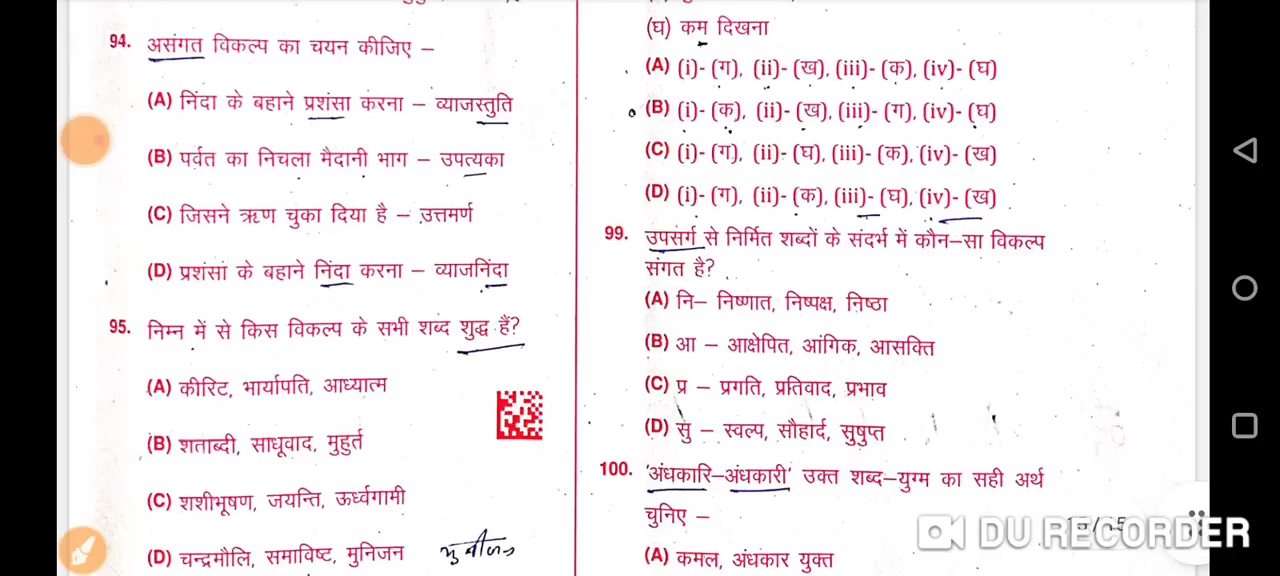 94. असंगत विकल्प का चयन कीजिए –
(A) निंदा के बहाने प्रशंसा करना – व्याजस्तुति
(B) पर्वत का निचला मैदानी भाग – उपत्यका
(C) जिसने ऋण चुका दिया है – उत्तमर्ण
(D) प्रशंसा के बहाने निंदा करना – व्याजनिंदा
95. निम्न में से किस विकल्प के सभी शब्द शुद्ध हैं?
(A) कीरिट, भार्यापति, आध्यात्म
(B) शताब्दी, साधूवाद, मुहुर्त
(C) शशीभूषण, जयन्ति, ऊर्ध्वगामी
(D) चन्द्रमौलि, समाविष्ट, मुनिजन
(घ) कम दिखना
(A) (i)- (ग), (ii)- (ख), (iii)- (क), (iv)- (घ)
(B) (i)- (क), (ii)- (ख), (iii)- (ग), (iv)- (घ)
(C) (i)- (ग), (ii)- (घ), (iii)- (क), (iv)- (ख)
(D) (i)- (ग), (ii)- (क), (iii)- (घ), (iv)- (ख)
99. उपसर्ग से निर्मित शब्दों के संदर्भ में कौन–सा विकल्प
संगत है?
(A) नि– निष्णात, निष्पक्ष, निष्ठा
(B) आ – आक्षेपित, आंगिक, आसक्ति
(C) प्र – प्रगति, प्रतिवाद, प्रभाव
(D) सु – स्वल्प, सौहार्द, सुषुप्त
100. 'अंधकारि–अंधकारी' उक्त शब्द–युग्म का सही अर्थ
चुनिए –
(A) कमल, अंधकार युक्त
DU RECORDER